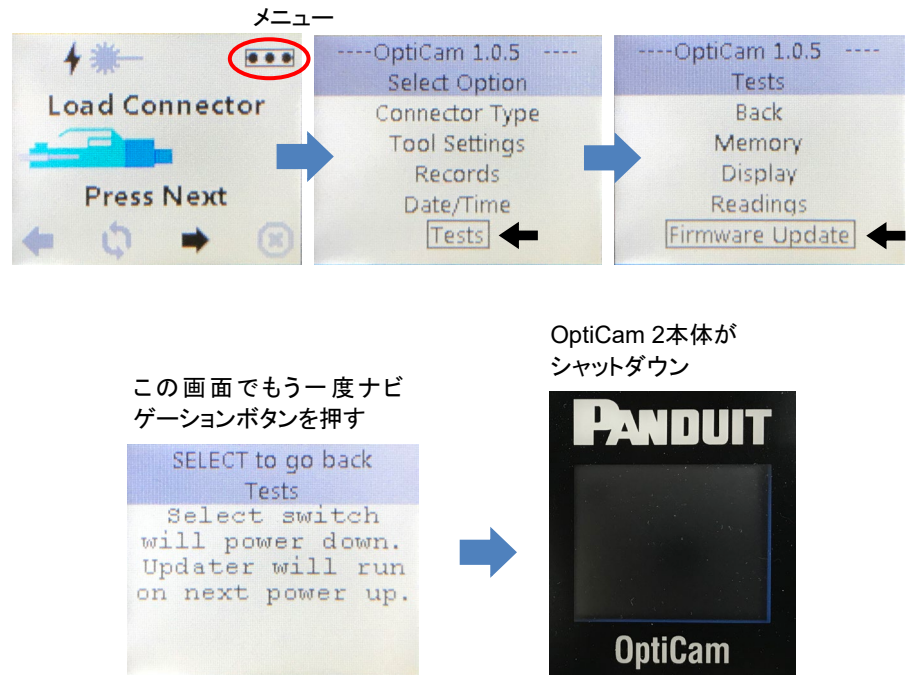 メニュー
Load Connector
Press Next
----OptiCam 1.0.5 ----
Select Option
Connector Type
Tool Settings
Records
Date/Time
Tests
----OptiCam 1.0.5 ----
Tests
Back
Memory
Display
Readings
Firmware Update
この画面でもう一度ナビ
ゲーションボタンを押す
SELECT to go back
Tests
Select switch
will power down.
Updater will run
on next power up.
OptiCam 2本体が
シャットダウン
PANDUIT
OptiCam